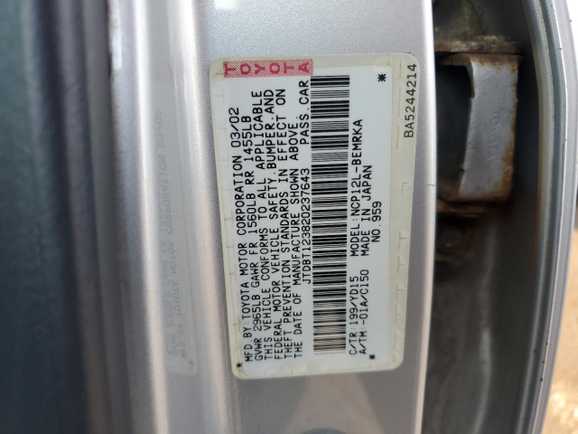 TOYOTA
MFD BY TOYOTA MOTOR CORPORATION 03/02
GVWR 2965LB GAWR FR 1560LB RR 1455LB
THIS VEHICLE CONFORMS TO ALL APPLICABLE
FEDERAL MOTOR VEHICLE SAFETY, BUMPER, AND
THEFT PREVENTION STANDARDS IN EFFECT ON
THE DATE OF MANUFACTURE SHOWN ABOVE.
JTDBT123820237643 PASS CAR
C/TR 199/YD15 MODEL:NCP12L-BEMRKA
A/TM -01A/C150 MADE IN JAPAN
NO.959
BA5244214